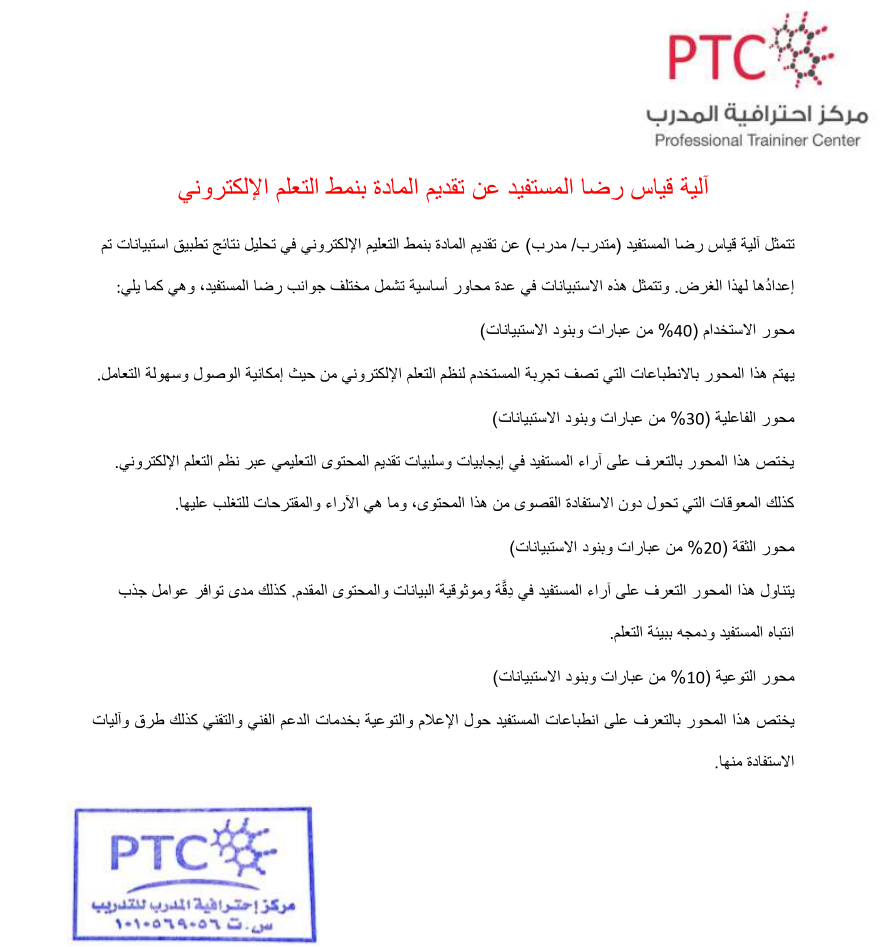 PTC
مركز احترافية المدرب
Professional Traininer Center
آلية قياس رضا المستفيد عن تقديم المادة بنمط التعلم الإلكتروني
تتمثل آلية قياس رضا المستفيد (متدرب/ مدرب) عن تقديم المادة بنمط التعليم الإلكتروني في تحليل نتائج تطبيق استبيانات تم
إعدادُها لهذا الغرض. وتتمثل هذه الاستبيانات في عدة محاور أساسية تشمل مختلف جوانب رضا المستفيد، وهي كما يلي:
محور الاستخدام (40% من عبارات وبنود الاستبيانات)
يهتم هذا المحور بالانطباعات التي تصف تجربة المستخدم لنظم التعلم الإلكتروني من حيث إمكانية الوصول وسهولة التعامل.
محور الفاعلية (30% من عبارات وبنود الاستبيانات)
يختص هذا المحور بالتعرف على آراء المستفيد في إيجابيات وسلبيات تقديم المحتوى التعليمي عبر نظم التعلم الإلكتروني.
كذلك المعوقات التي تحول دون الاستفادة القصوى من هذا المحتوى، وما هي الآراء والمقترحات للتغلب عليها.
محور الثقة (20% من عبارات وبنود الاستبيانات)
يتناول هذا المحور التعرف على آراء المستفيد في دِقَّة وموثوقية البيانات والمحتوى المقدم. كذلك مدى توافر عوامل جذب
انتباه المستفيد ودمجه ببيئة التعلم.
محور التوعية (10% من عبارات وبنود الاستبيانات)
يختص هذا المحور بالتعرف على انطباعات المستفيد حول الإعلام والتوعية بخدمات الدعم الفني والتقني كذلك طرق وآليات
الاستفادة منها.
PTC
مركز إحترافية المدرب للتدريب
س.ت ١٠١٠٥٦٩٠٥٦